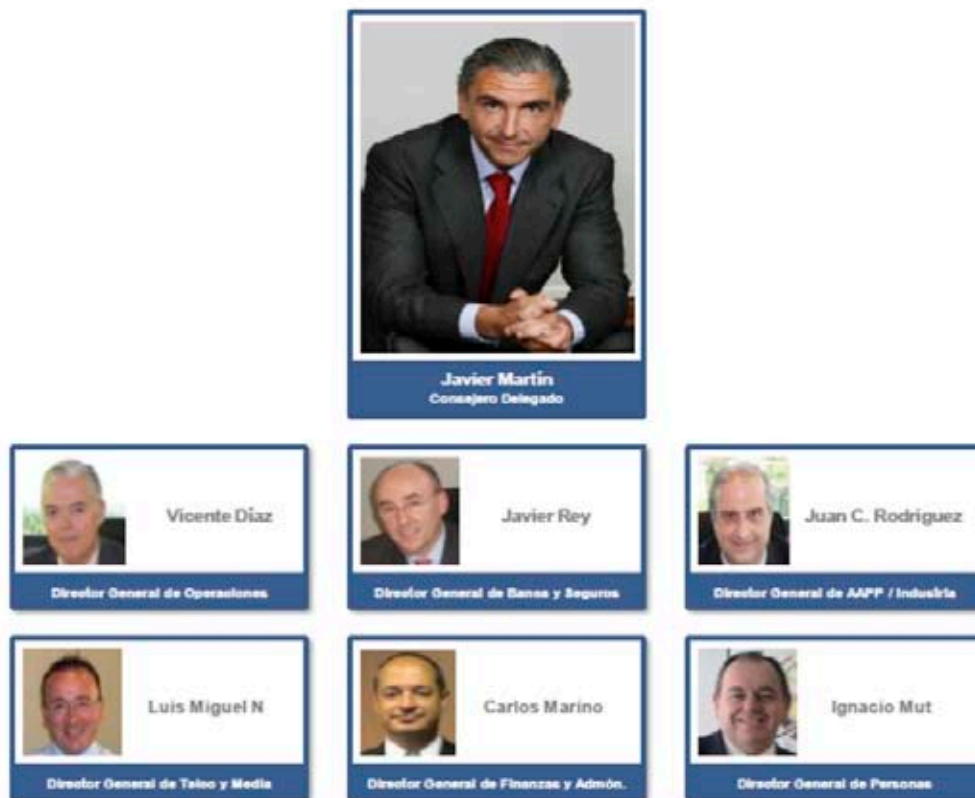 Javier Martín
Consejero Delegado
Vicente Díaz
Javier Rey
Juan C. Rodríguez
Director General de Operaciones
Director General de Banca y Seguros
Director General de AAPP / Industria
Luis Miguel N
Carlos Marino
Ignacio Mut
Director General de Telco y Media
Director General de Finanzas y Admón.
Director General de Personas